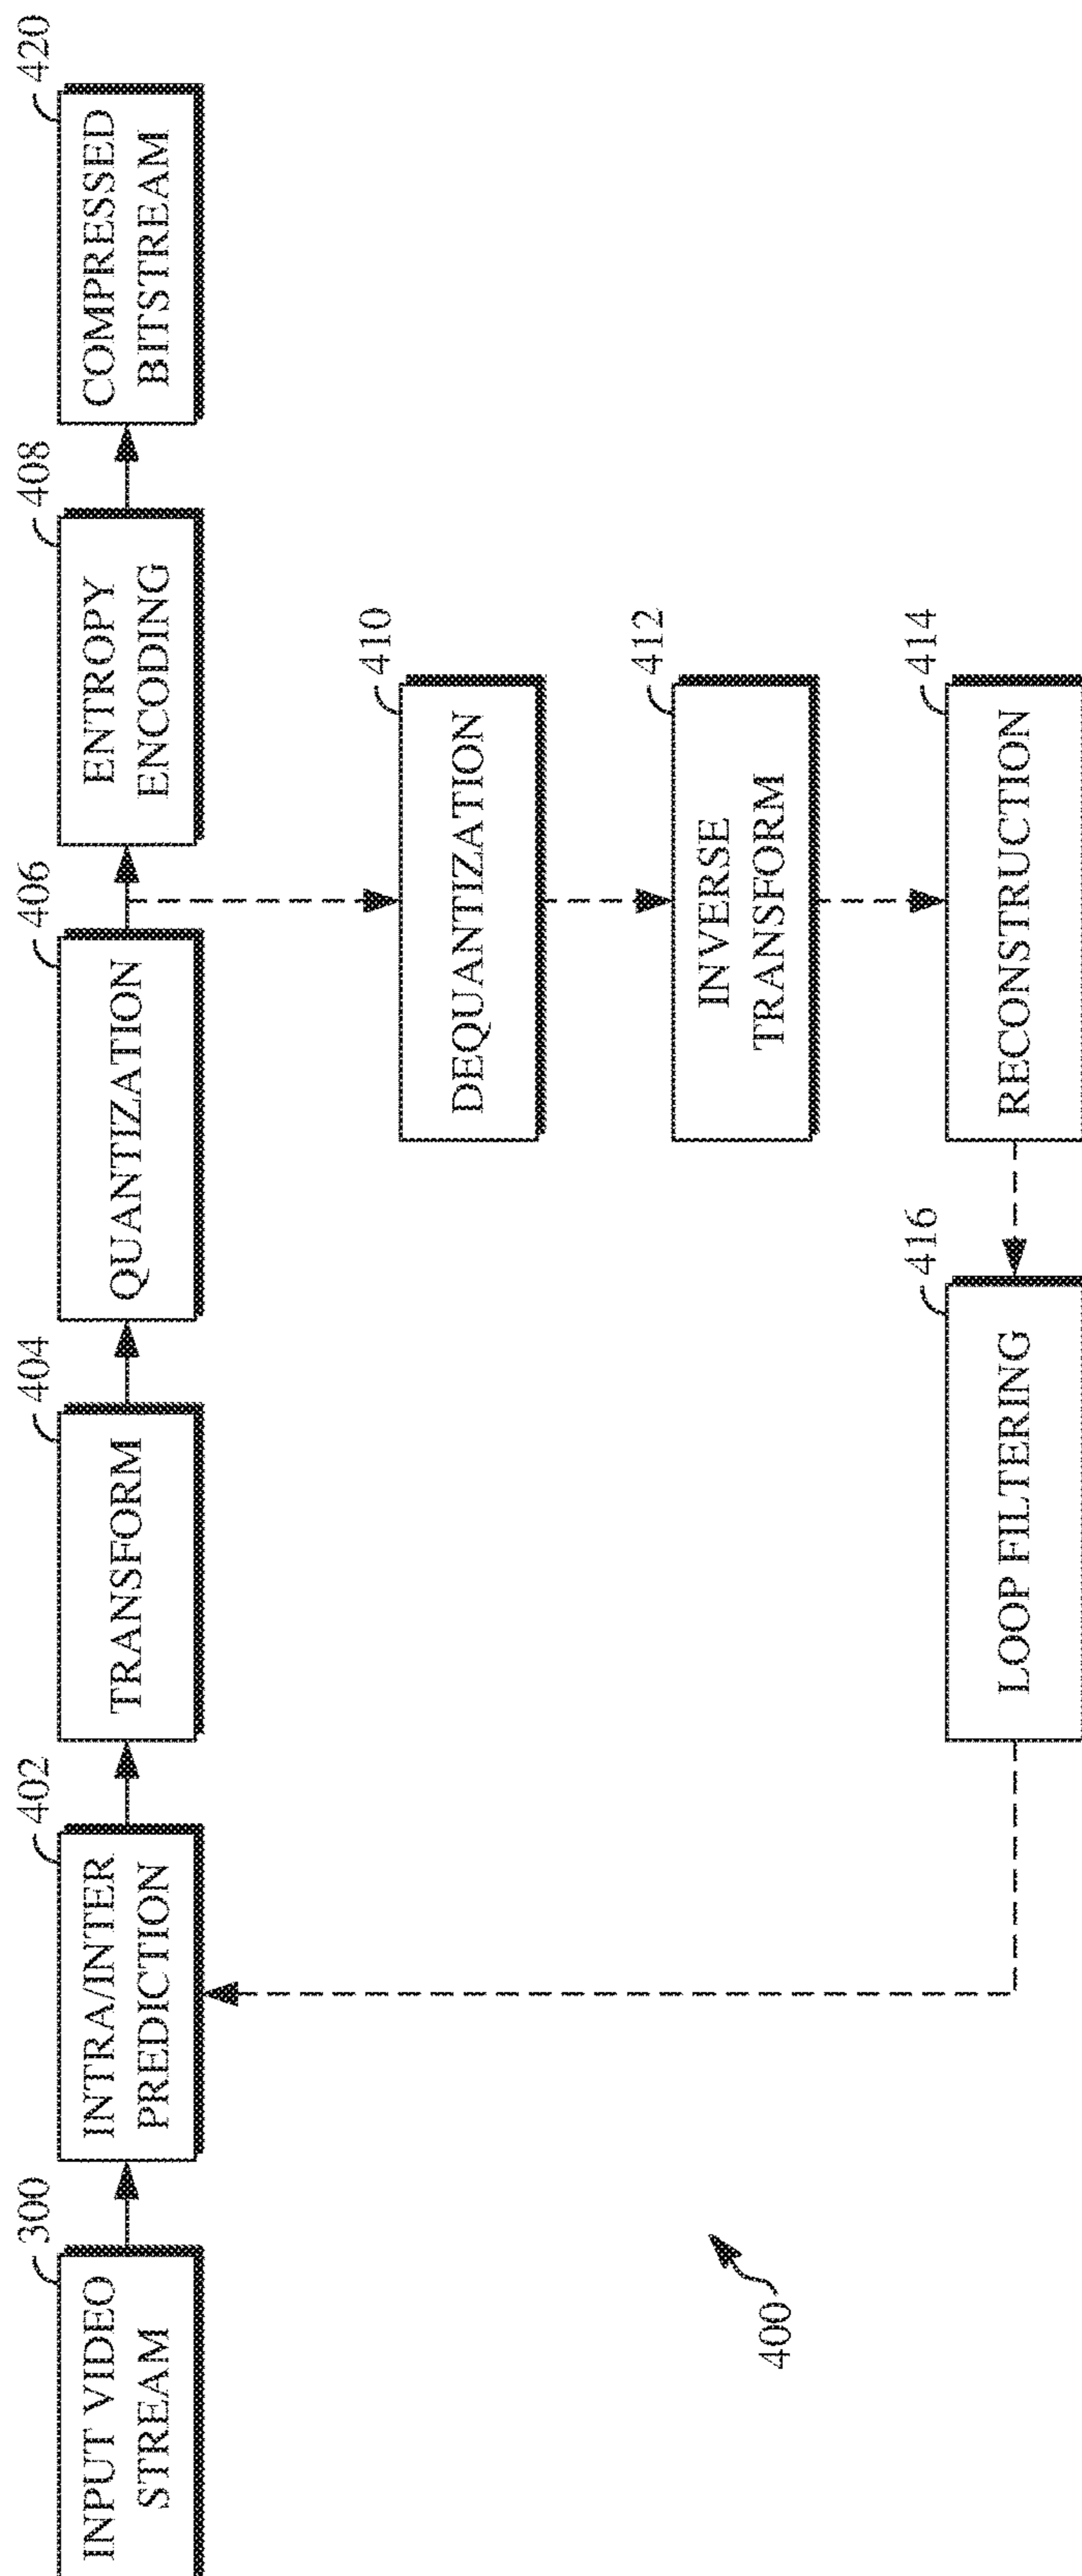 300
INPUT VIDEO
STREAM
402
INTRA/INTER
PREDICTION
404
TRANSFORM
406
QUANTIZATION
408
ENTROPY
ENCODING
420
COMPRESSED
BITSTREAM
410
DEQUANTIZATION
412
INVERSE
TRANSFORM
414
RECONSTRUCTION
416
LOOP FILTERING
400